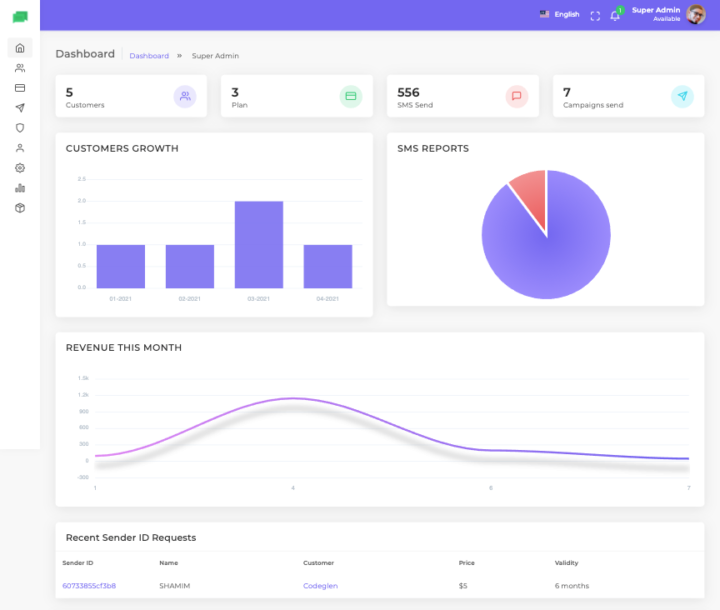 English
1
Super Admin
Available
Dashboard
Dashboard » Super Admin
5
Customers
3
Plan
556
SMS Send
7
Campaigns send
CUSTOMERS GROWTH
2.5
2.0
1.5
1.0
0.5
0.0
01-2021 02-2021 03-2021 04-2021
SMS REPORTS
REVENUE THIS MONTH
1.5k
1.2k
900
600
300
0
-300
1 4 6 7
Recent Sender ID Requests
Sender ID Name Customer Price Validity
60733855cf3b8 SHAMIM Codeglen $5 6 months